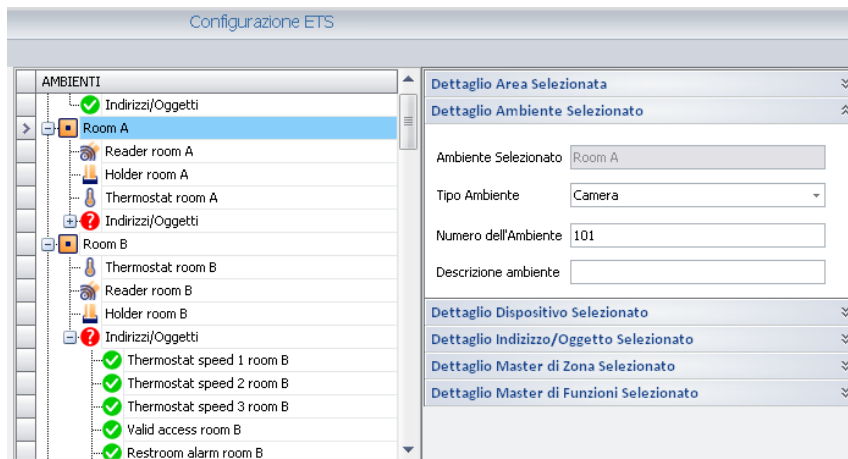 Configurazione ETS
AMBIENTI
Indirizzi/Oggetti
Room A
Reader room A
Holder room A
Thermostat room A
Indirizzi/Oggetti
Room B
Thermostat room B
Reader room B
Holder room B
Indirizzi/Oggetti
Thermostat speed 1 room B
Thermostat speed 2 room B
Thermostat speed 3 room B
Valid access room B
Restroom alarm room B
Dettaglio Area Selezionata
Dettaglio Ambiente Selezionato
Ambiente Selezionato Room A
Tipo Ambiente Camera
Numero dell'Ambiente 101
Descrizione ambiente
Dettaglio Dispositivo Selezionato
Dettaglio Indizizzo/Oggetto Selezionato
Dettaglio Master di Zona Selezionato
Dettaglio Master di Funzioni Selezionato